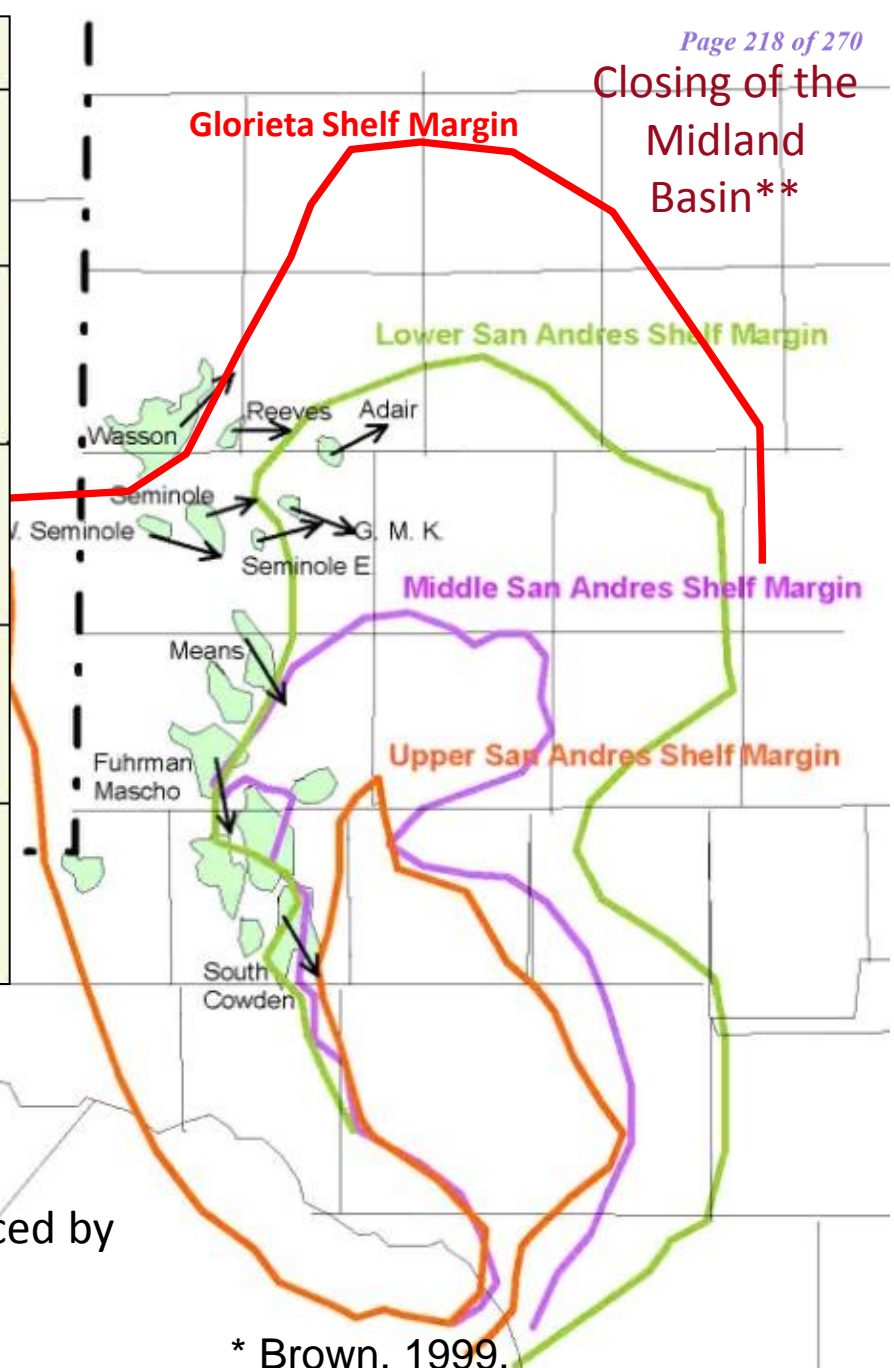 Page 218 of 270
Closing of the
Midland
Basin**
Glorieta Shelf Margin
Lower San Andres Shelf Margin
Reeves
Adair
Wasson
Seminole
. Seminole
G. M. K.
Seminole E
Middle San Andres Shelf Margin
Means
Upper San Andres Shelf Margin
Fuhrman
Mascho
South
Cowden
ced by
* Brown, 1999,